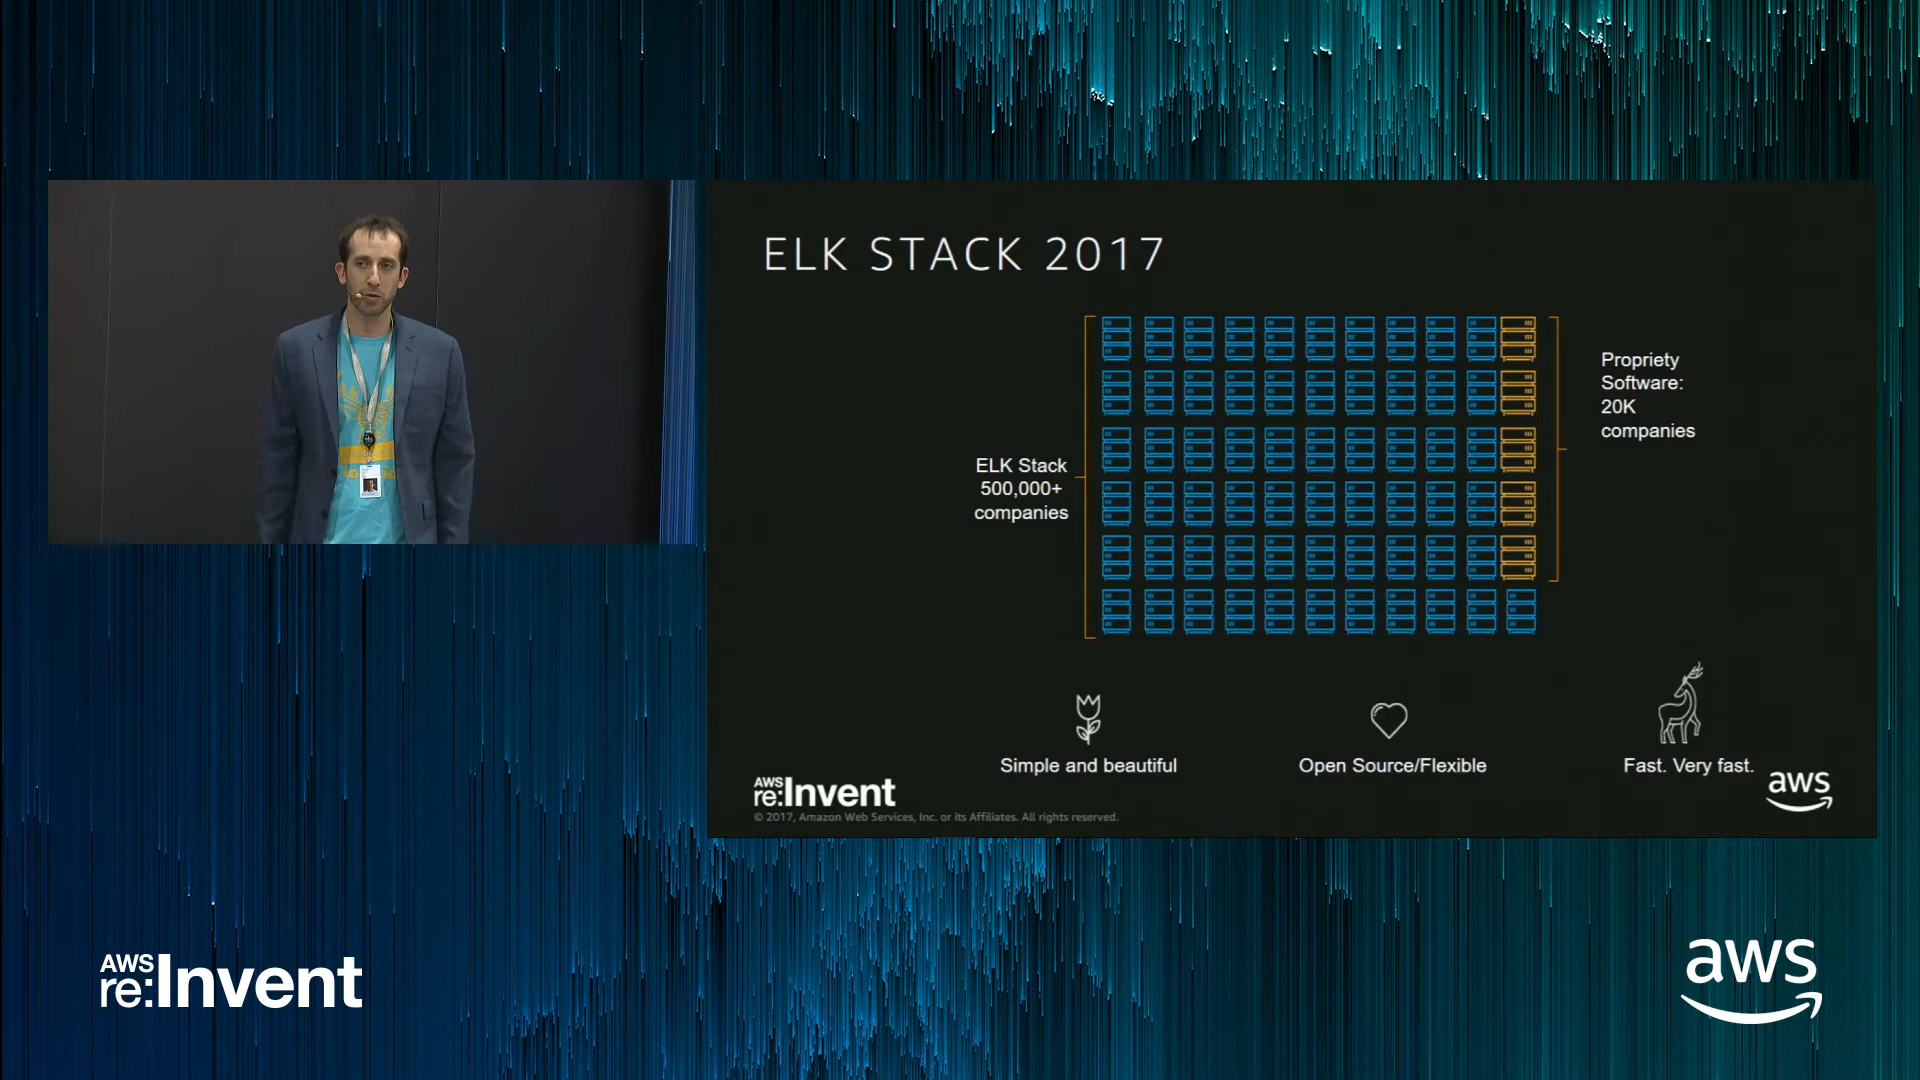 ELK STACK 2017
ELK Stack
500,000+
companies
Propriety
Software:
20K
companies
Simple and beautiful
Open Source/Flexible
Fast. Very fast.
AWS
re:Invent
aws
© 2017, Amazon Web Services, Inc. or its Affiliates. All rights reserved.
AWS
re:Invent
aws